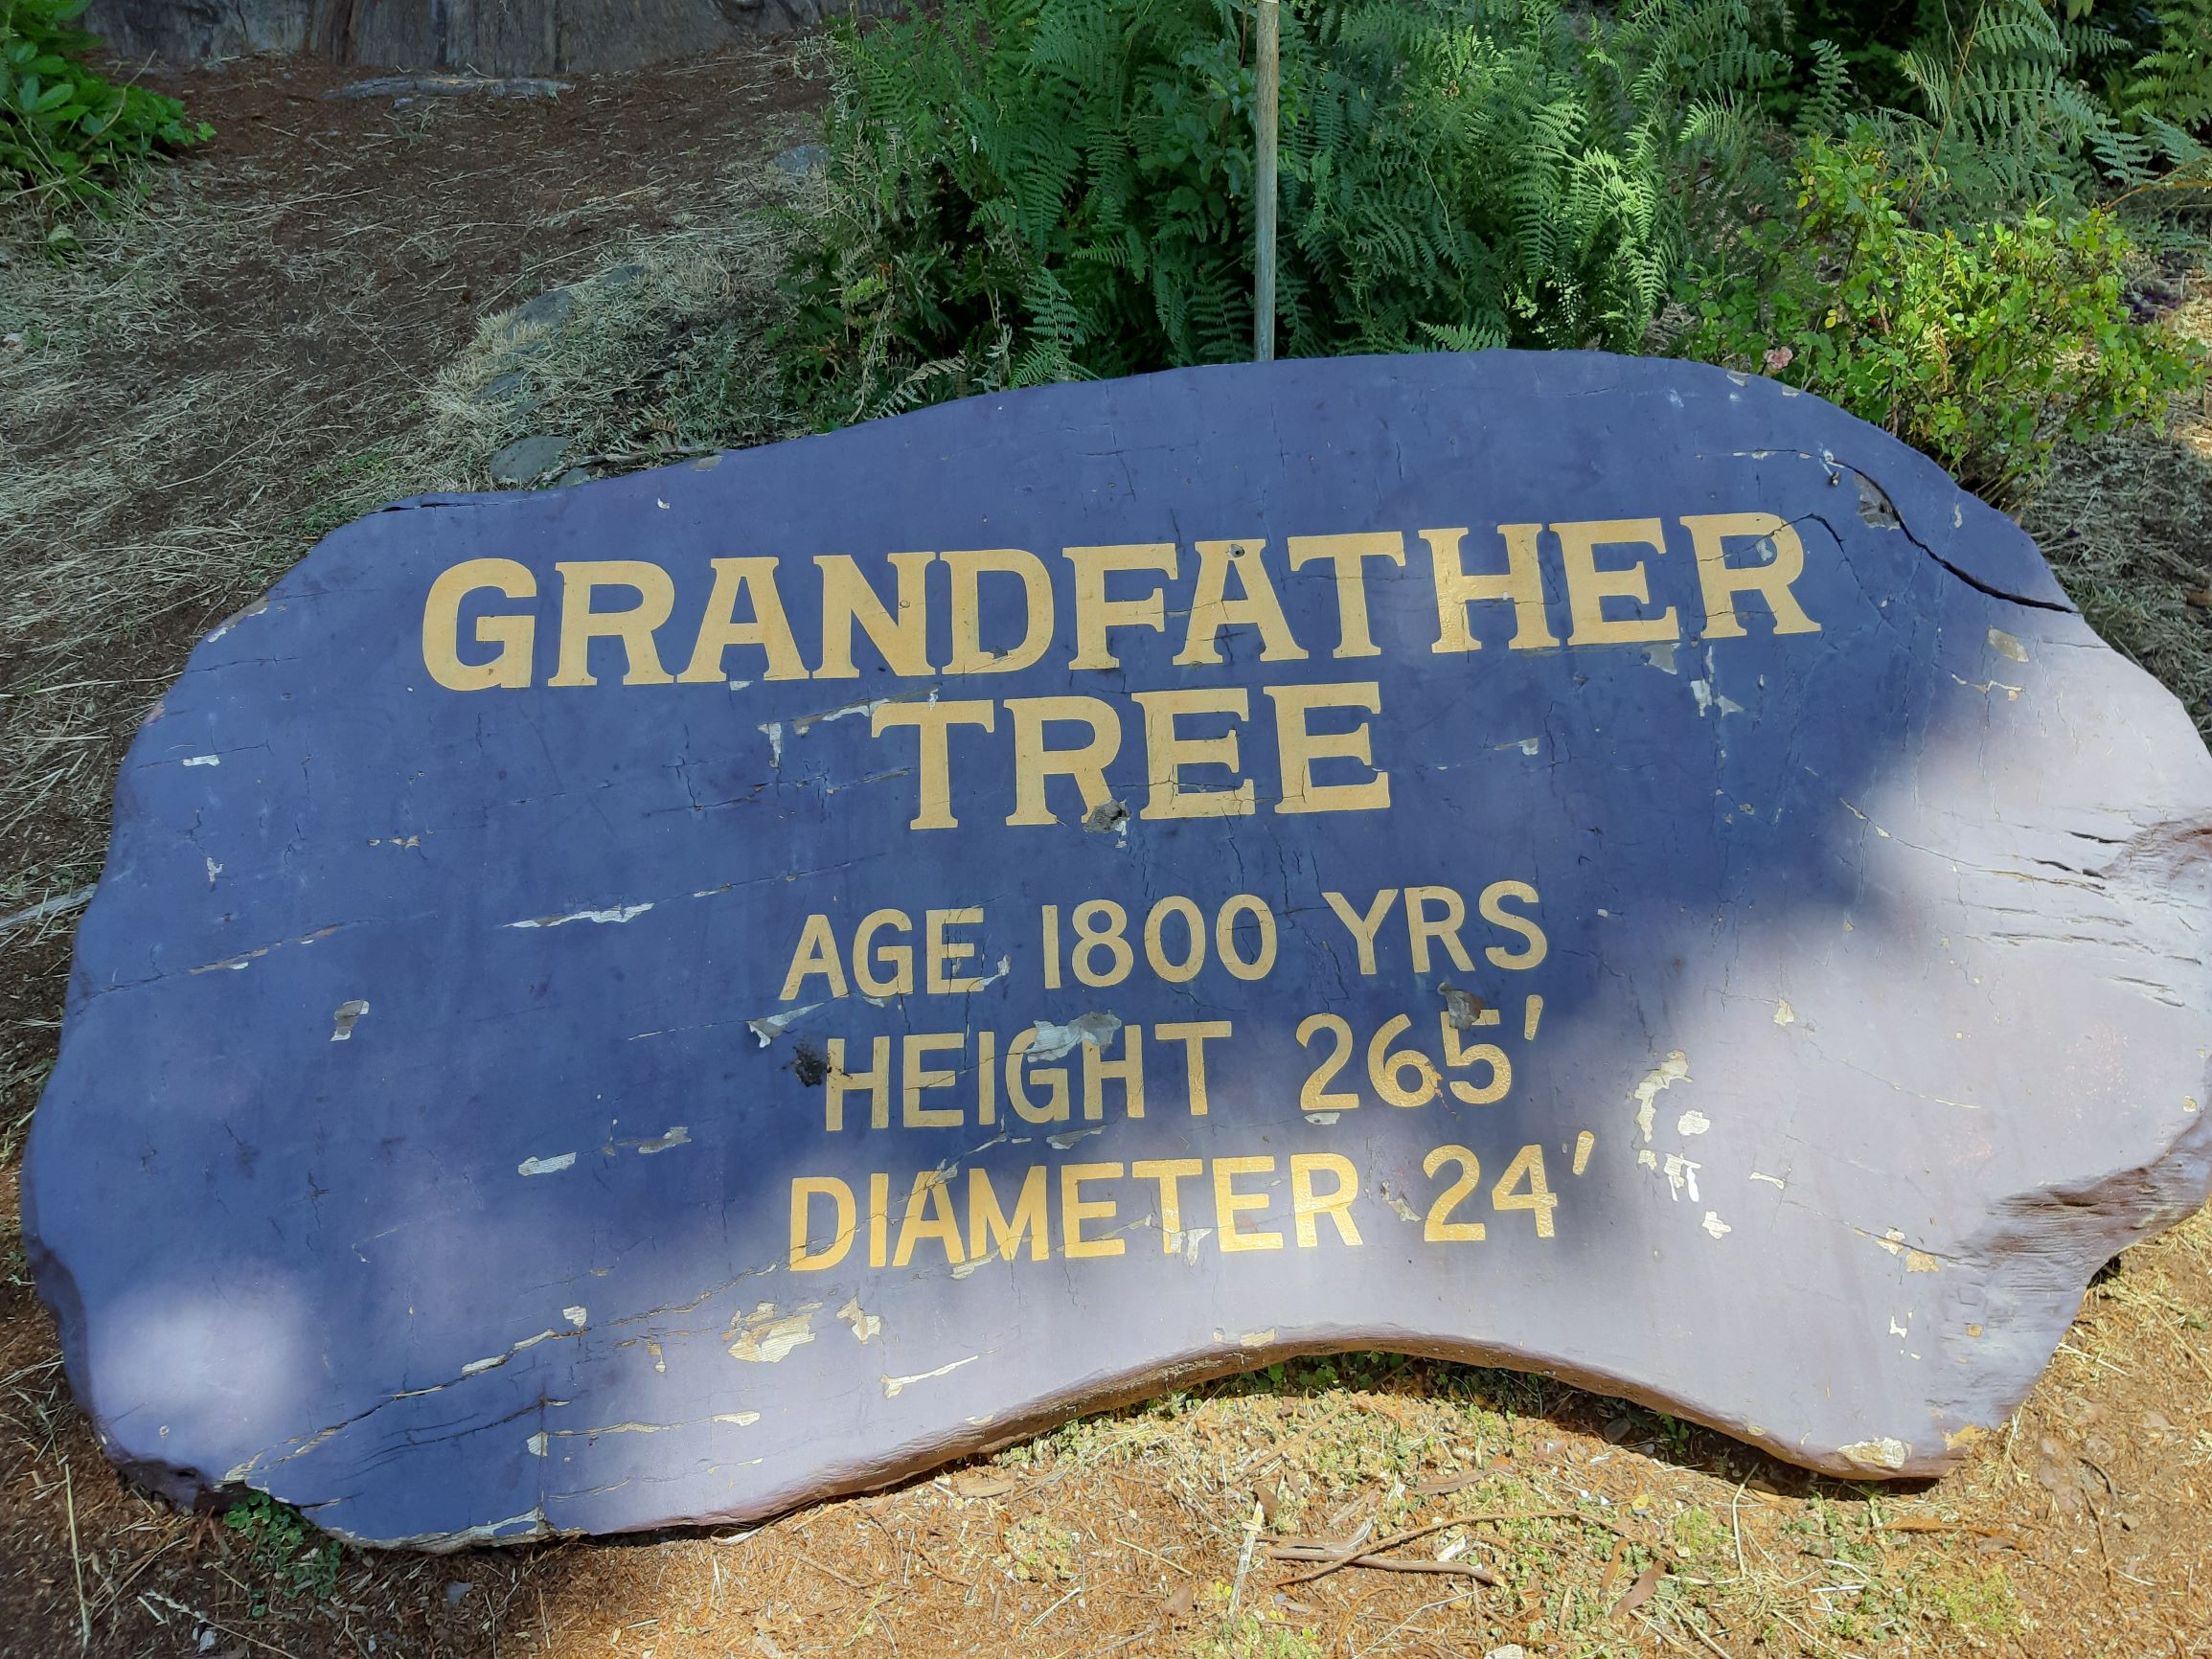 GRANDFATHER
TREE
AGE 1800 YRS
HEIGHT 265'
DIAMETER 24'